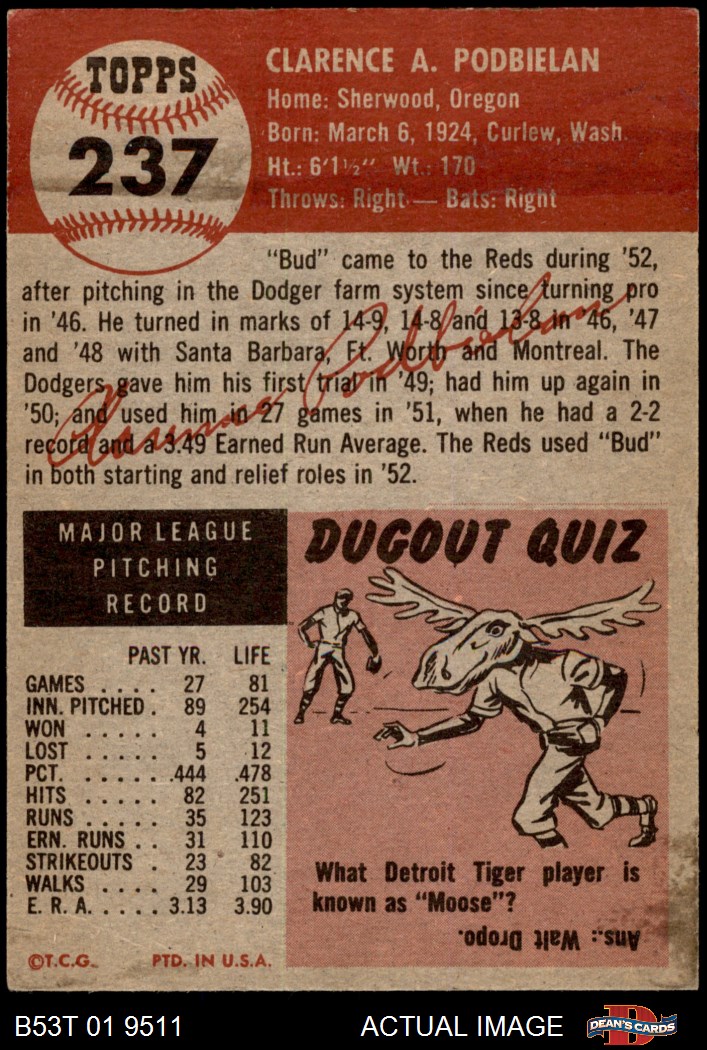 TOPPS
237
CLARENCE A. PODBIELAN
Home: Sherwood, Oregon
Born: March 6, 1924, Curlew, Wash.
Ht.: 6'1½" Wt.: 170
Throws: Right — Bats: Right
"Bud" came to the Reds during '52,
after pitching in the Dodger farm system since turning pro
in '46. He turned in marks of 14-9, 14-8 and 13-8 in '46, '47
and '48 with Santa Barbara, Ft. Worth and Montreal. The
Dodgers gave him his first trial in '49; had him up again in
'50; and used him in 27 games in '51, when he had a 2-2
record and a 3.49 Earned Run Average. The Reds used "Bud"
in both starting and relief roles in '52.
Clarence Podbielan
MAJOR LEAGUE
PITCHING
RECORD
PAST YR. LIFE
GAMES . . . . 27 81
INN. PITCHED . 89 254
WON . . . . . 4 11
LOST . . . . . 5 12
PCT. . . . . . .444 .478
HITS . . . . . 82 251
RUNS . . . . . 35 123
ERN. RUNS . . 31 110
STRIKEOUTS . 23 82
WALKS . . . . 29 103
E. R. A. . . . . 3.13 3.90
©T.C.G. PTD. IN U.S.A.
DUGOUT QUIZ
What Detroit Tiger player is
known as "Moose"?
Ans.: Walt Dropo.
B53T 01 9511 ACTUAL IMAGE
D
DEAN'S CARDS